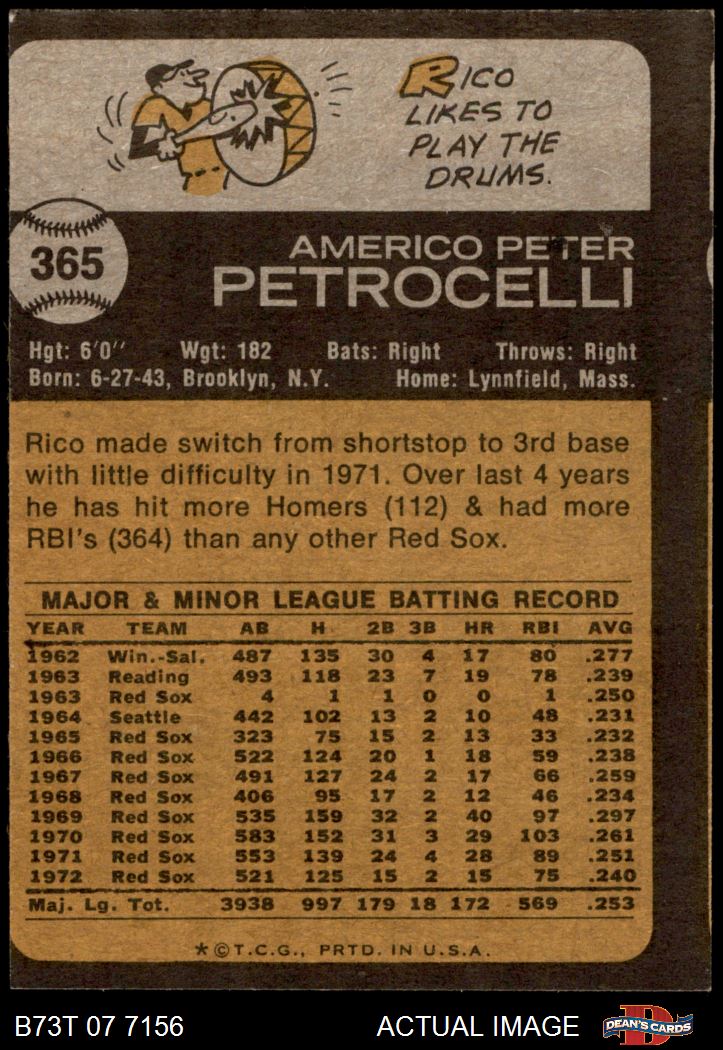 RICO
LIKES TO
PLAY THE
DRUMS.
365
AMERICO PETER
PETROCELLI
Hgt: 6'0'' Wgt: 182 Bats: Right Throws: Right
Born: 6-27-43, Brooklyn, N.Y. Home: Lynnfield, Mass.
Rico made switch from shortstop to 3rd base
with little difficulty in 1971. Over last 4 years
he has hit more Homers (112) & had more
RBI's (364) than any other Red Sox.
MAJOR & MINOR LEAGUE BATTING RECORD
YEAR TEAM AB H 2B 3B HR RBI AVG
1962 Win.-Sal. 487 135 30 4 17 80 .277
1963 Reading 493 118 23 7 19 78 .239
1963 Red Sox 4 1 1 0 0 1 .250
1964 Seattle 442 102 13 2 10 48 .231
1965 Red Sox 323 75 15 2 13 33 .232
1966 Red Sox 522 124 20 1 18 59 .238
1967 Red Sox 491 127 24 2 17 66 .259
1968 Red Sox 406 95 17 2 12 46 .234
1969 Red Sox 535 159 32 2 40 97 .297
1970 Red Sox 583 152 31 3 29 103 .261
1971 Red Sox 553 139 24 4 28 89 .251
1972 Red Sox 521 125 15 2 15 75 .240
Maj. Lg. Tot. 3938 997 179 18 172 569 .253
*©T.C.G., PRTD. IN U.S.A.
B73T 07 7156 ACTUAL IMAGE D DEAN'S CARDS